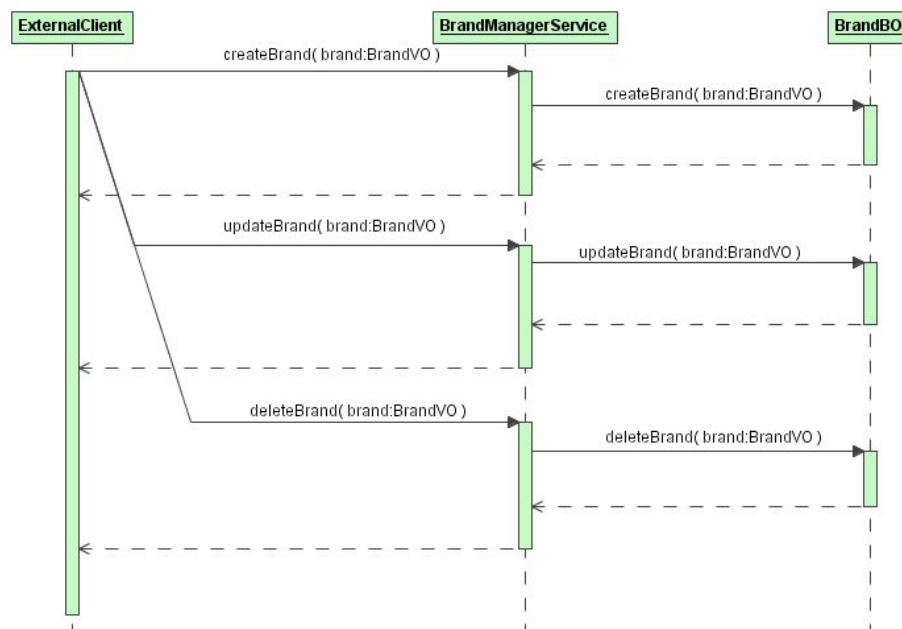 ExternalClient BrandManagerService BrandBO
createBrand( brand:BrandVO )
createBrand( brand:BrandVO )
updateBrand( brand:BrandVO )
updateBrand( brand:BrandVO )
deleteBrand( brand:BrandVO )
deleteBrand( brand:BrandVO )